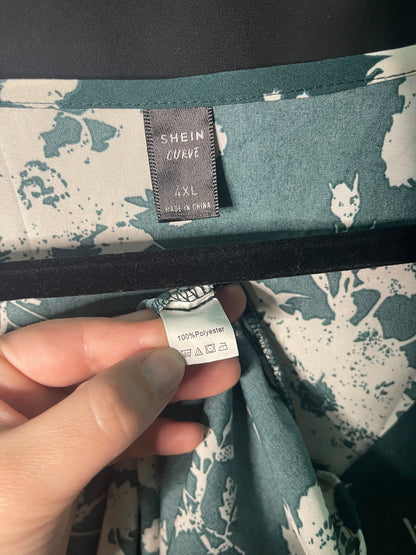 SHEIN
CURVE
4XL
MADE IN CHINA
100%Polyester